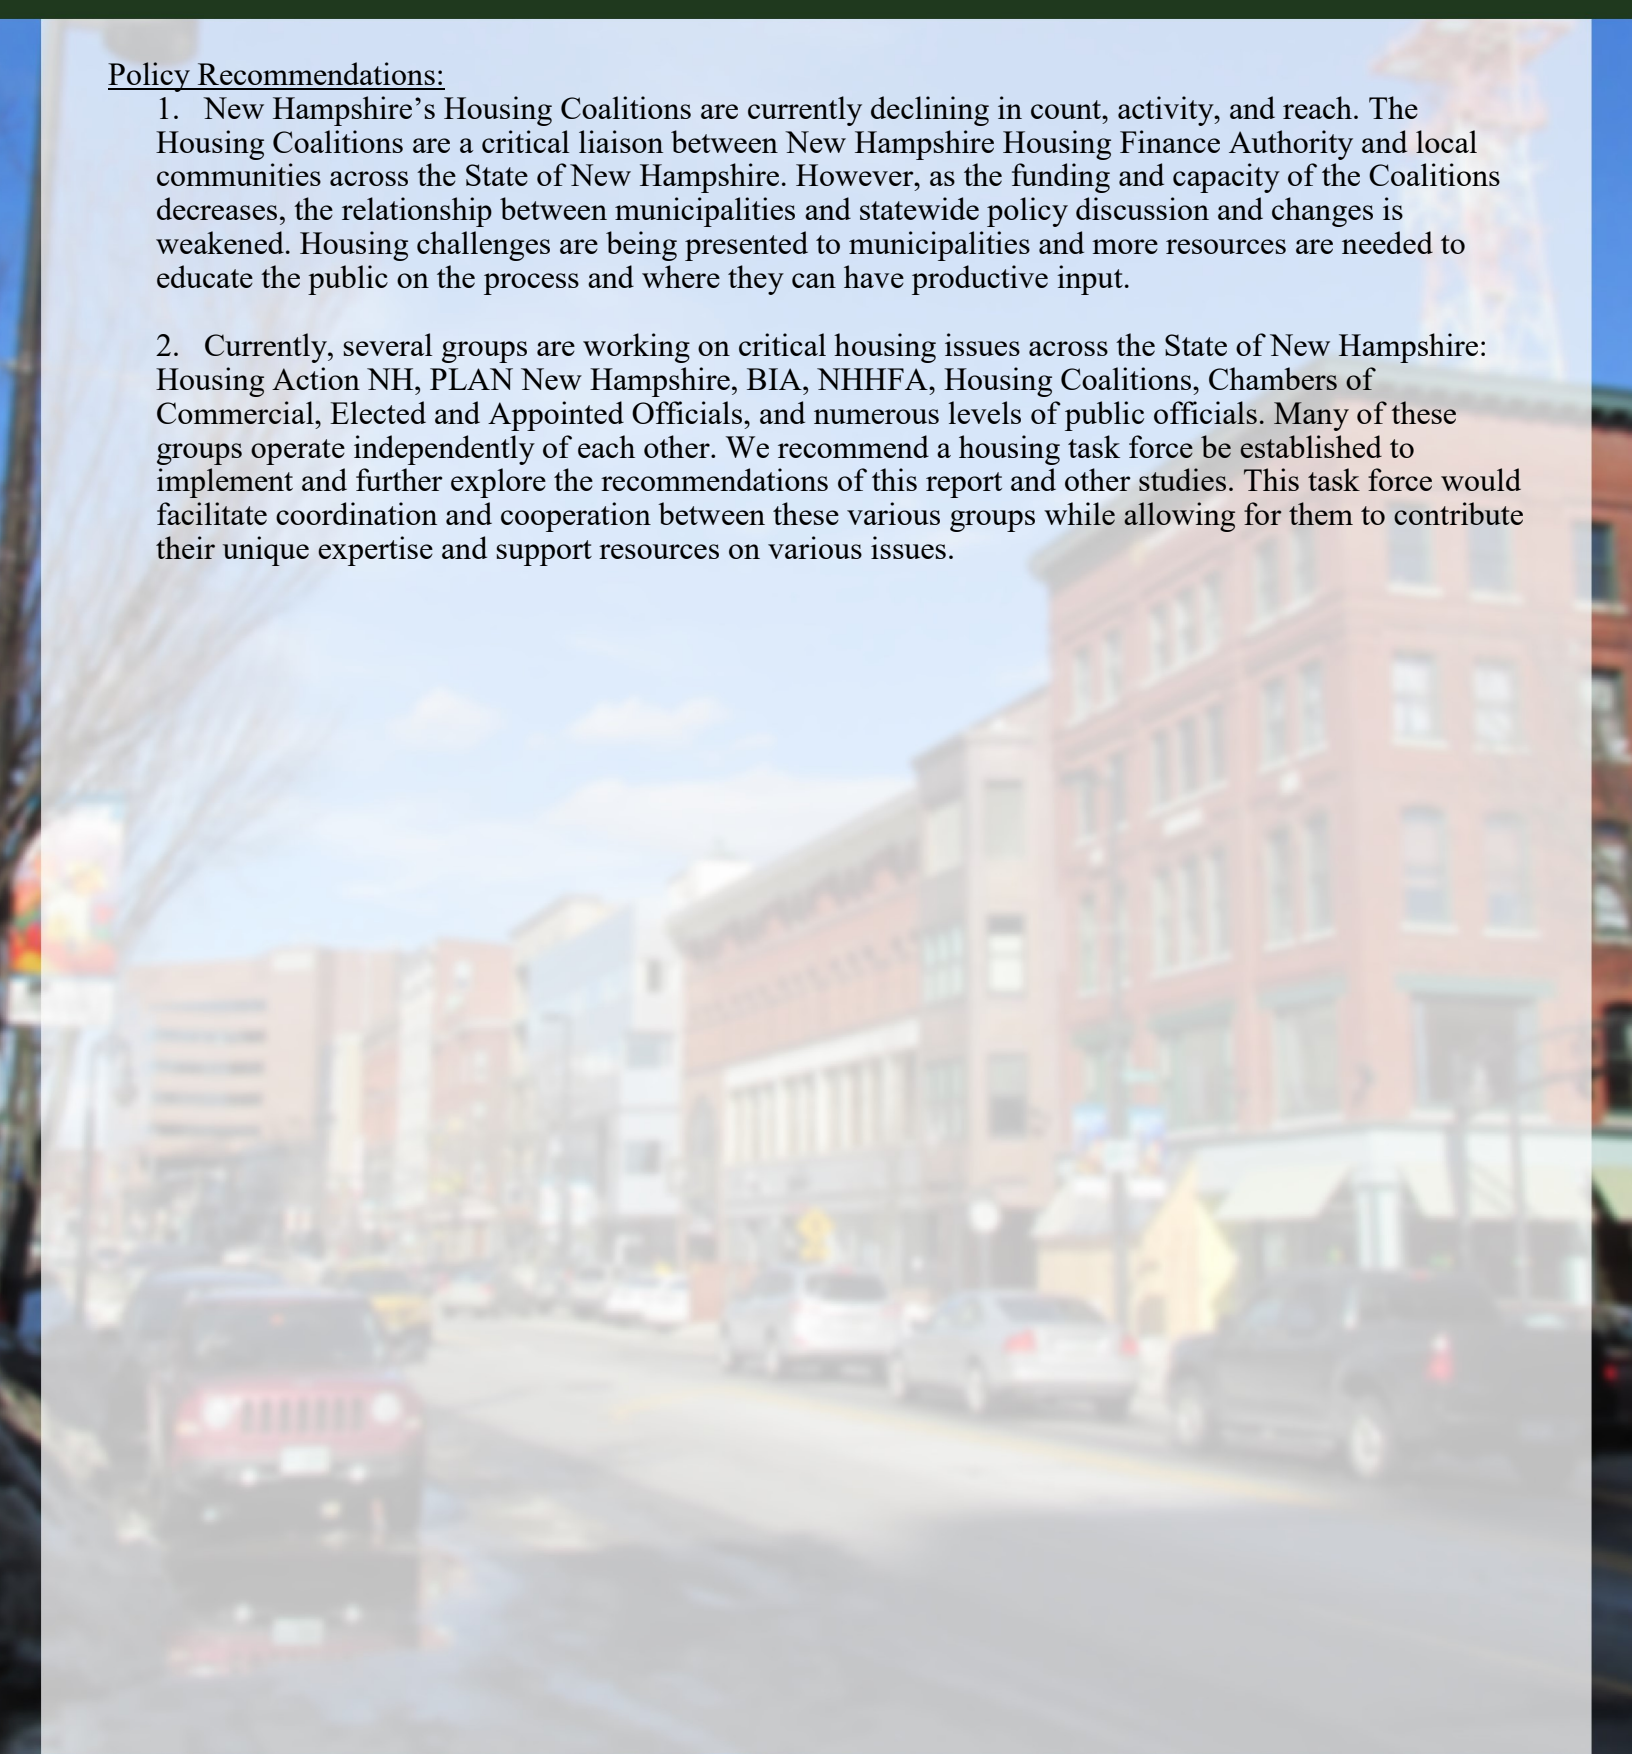 Policy Recommendations:
1. New Hampshire’s Housing Coalitions are currently declining in count, activity, and reach. The
Housing Coalitions are a critical liaison between New Hampshire Housing Finance Authority and local
communities across the State of New Hampshire. However, as the funding and capacity of the Coalitions
decreases, the relationship between municipalities and statewide policy discussion and changes is
weakened. Housing challenges are being presented to municipalities and more resources are needed to
educate the public on the process and where they can have productive input.
2. Currently, several groups are working on critical housing issues across the State of New Hampshire:
Housing Action NH, PLAN New Hampshire, BIA, NHHFA, Housing Coalitions, Chambers of
Commercial, Elected and Appointed Officials, and numerous levels of public officials. Many of these
groups operate independently of each other. We recommend a housing task force be established to
implement and further explore the recommendations of this report and other studies. This task force would
facilitate coordination and cooperation between these various groups while allowing for them to contribute
their unique expertise and support resources on various issues.